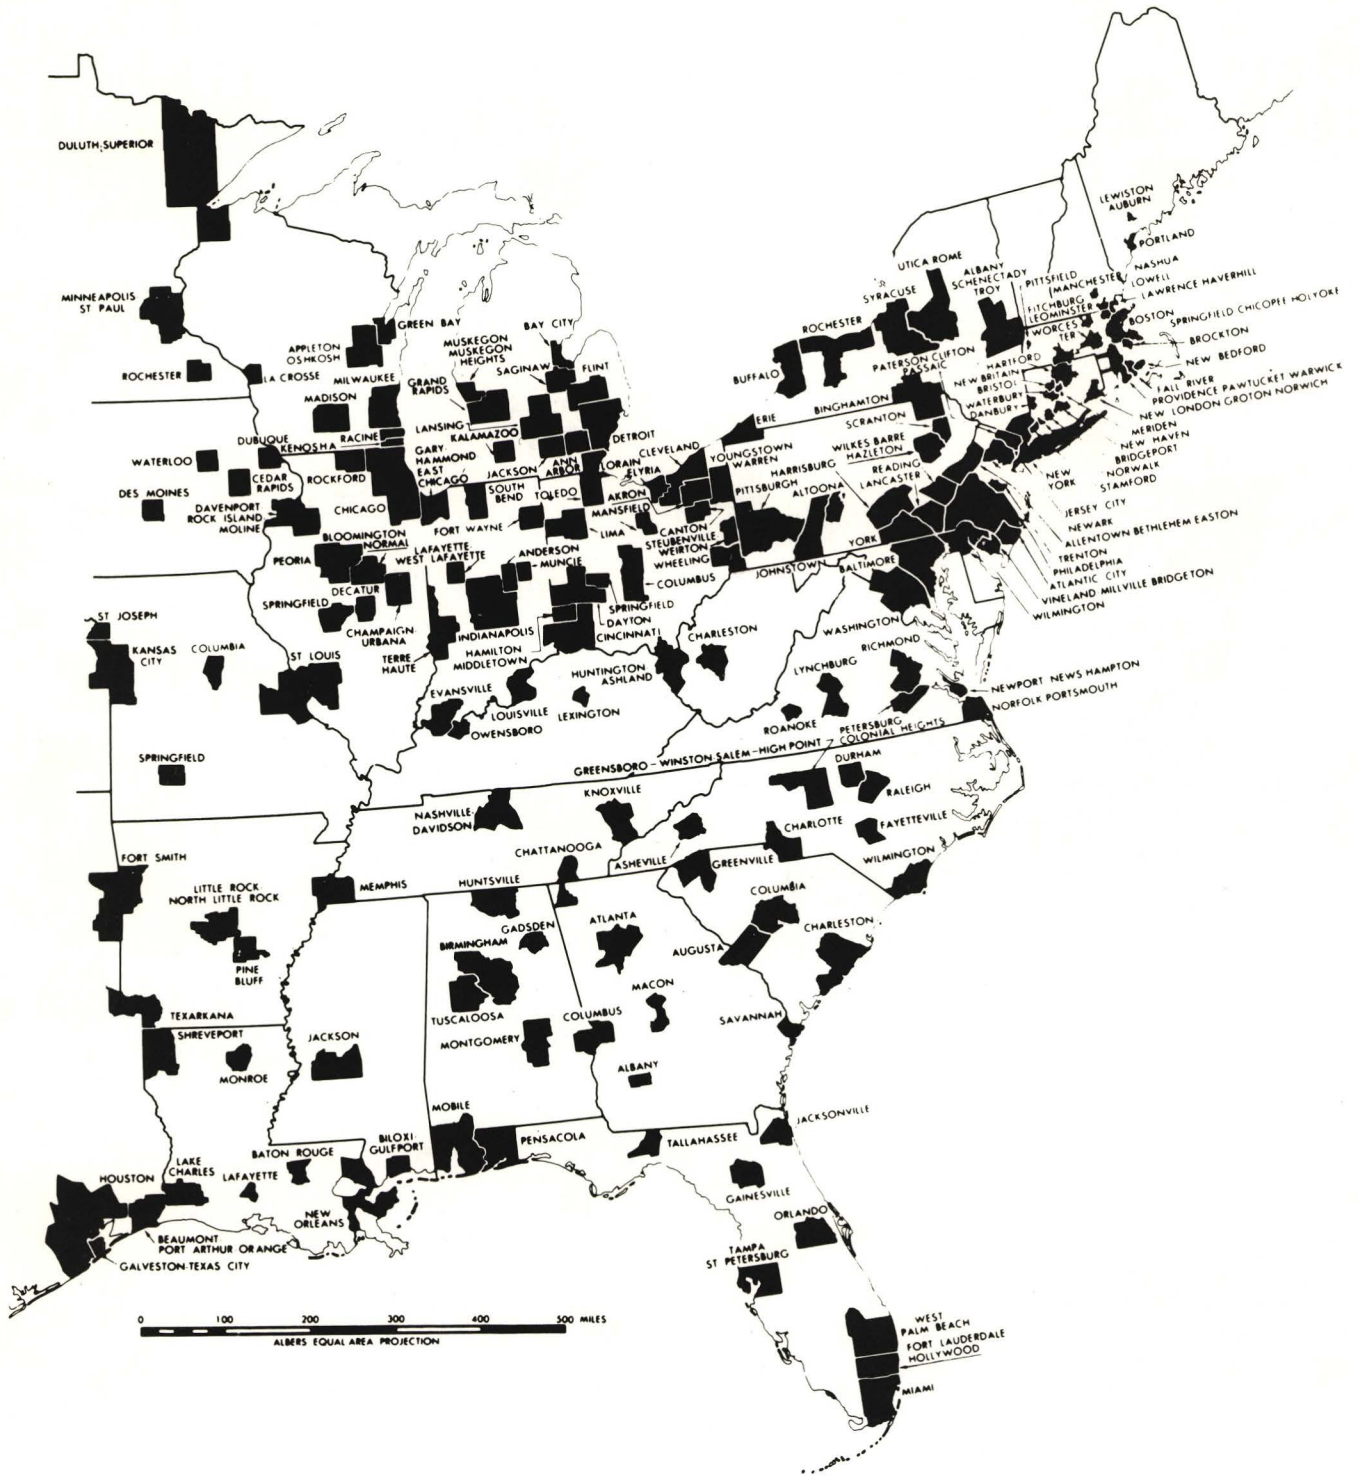 DULUTH-SUPERIOR
MINNEAPOLIS
ST PAUL
ROCHESTER
LA CROSSE
APPLETON
OSHKOSH
GREEN BAY
MILWAUKEE
MADISON
DUBUQUE
KENOSHA
RACINE
WATERLOO
CEDAR
RAPIDS
DES MOINES
DAVENPORT
ROCK ISLAND
MOLINE
ROCKFORD
CHICAGO
BLOOMINGTON
NORMAL
PEORIA
DECATUR
SPRINGFIELD
CHAMPAIGN-
URBANA
MUSKEGON
MUSKEGON
HEIGHTS
GRAND
RAPIDS
BAY CITY
SAGINAW
FLINT
LANSING
KALAMAZOO
GARY
HAMMOND
EAST
CHICAGO
JACKSON
ANN
ARBOR
DETROIT
SOUTH
BEND
TOLEDO
FORT WAYNE
LAFAYETTE
WEST LAFAYETTE
ANDERSON
MUNCIE
LIMA
INDIANAPOLIS
TERRE
HAUTE
HAMILTON
MIDDLETOWN
CINCINNATI
DAYTON
SPRINGFIELD
COLUMBUS
CLEVELAND
LORAIN
ELYRIA
AKRON
MANSFIELD
CANTON
STEUBENVILLE
WEIRTON
WHEELING
YOUNGSTOWN
WARREN
PITTSBURGH
ERIE
HARRISBURG
ALTOONA
JOHNSTOWN
YORK
BALTIMORE
WASHINGTON
READING
LANCASTER
WILKES BARRE
HAZLETON
SCRANTON
BINGHAMTON
BUFFALO
ROCHESTER
SYRACUSE
UTICA ROME
ALBANY
SCHENECTADY
TROY
PATERSON CLIFTON
PASSAIC
LEWISTON
AUBURN
PORTLAND
NASHUA
LOWELL
LAWRENCE HAVERHILL
PITTSFIELD
MANCHESTER
FITCHBURG
LEOMINSTER
WORCES
TER
BOSTON
SPRINGFIELD CHICOPEE HOLYOKE
BROCKTON
NEW BEDFORD
FALL RIVER
PROVIDENCE PAWTUCKET WARWICK
NEW LONDON GROTON NORWICH
HARTFORD
NEW BRITAIN
BRISTOL
WATERBURY
DANBURY
MERIDEN
NEW HAVEN
BRIDGEPORT
NORWALK
STAMFORD
NEW
YORK
JERSEY CITY
NEWARK
ALLENTOWN BETHLEHEM EASTON
TRENTON
PHILADELPHIA
ATLANTIC CITY
VINELAND MILLVILLE BRIDGETON
WILMINGTON
ST JOSEPH
KANSAS
CITY
COLUMBIA
ST LOUIS
SPRINGFIELD
EVANSVILLE
OWENSBORO
LOUISVILLE
LEXINGTON
HUNTINGTON
ASHLAND
CHARLESTON
RICHMOND
LYNCHBURG
ROANOKE
PETERSBURG
COLONIAL HEIGHTS
NEWPORT NEWS HAMPTON
NORFOLK PORTSMOUTH
GREENSBORO - WINSTON SALEM - HIGH POINT
DURHAM
RALEIGH
FAYETTEVILLE
CHARLOTTE
WILMINGTON
ASHEVILLE
KNOXVILLE
NASHVILLE-
DAVIDSON
CHATTANOOGA
MEMPHIS
HUNTSVILLE
GREENVILLE
COLUMBIA
CHARLESTON
AUGUSTA
ATLANTA
MACON
SAVANNAH
COLUMBUS
ALBANY
GADSDEN
BIRMINGHAM
TUSCALOOSA
MONTGOMERY
MOBILE
FORT SMITH
LITTLE ROCK-
NORTH LITTLE ROCK
PINE
BLUFF
TEXARKANA
SHREVEPORT
MONROE
JACKSON
BILOXI-
GULFPORT
BATON ROUGE
LAFAYETTE
LAKE
CHARLES
NEW
ORLEANS
HOUSTON
BEAUMONT
PORT ARTHUR-ORANGE
GALVESTON-TEXAS CITY
PENSACOLA
TALLAHASSEE
JACKSONVILLE
GAINESVILLE
ORLANDO
TAMPA
ST PETERSBURG
WEST
PALM BEACH
FORT LAUDERDALE
HOLLYWOOD
MIAMI
0 100 200 300 400 500 MILES
ALBERS EQUAL AREA PROJECTION